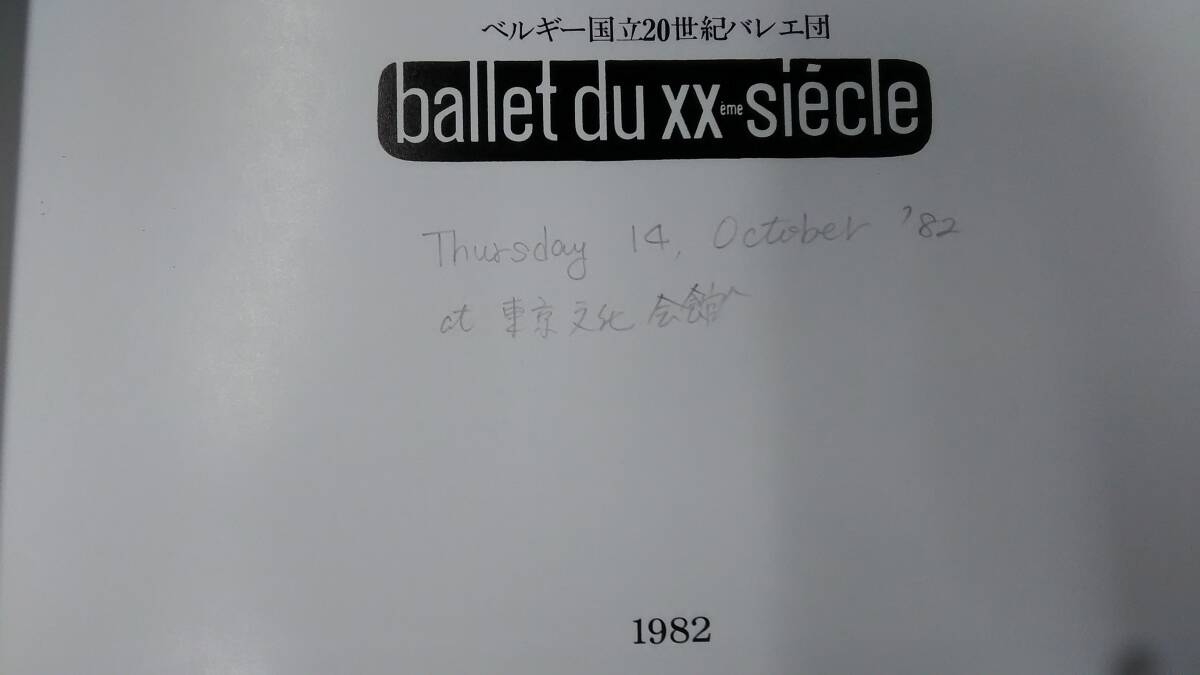 ベルギー国立20世紀バレエ団
ballet du XXème siécle
Thursday 14, October '82
at 東京文化会館
1982